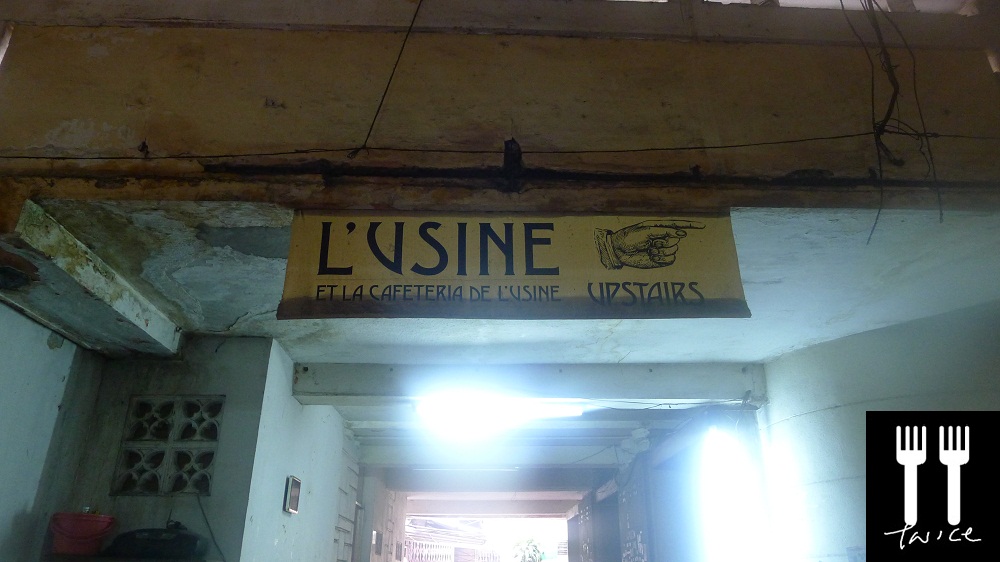 L'USINE
ET LA CAFETERIA DE L'USINE UPSTAIRS
twice